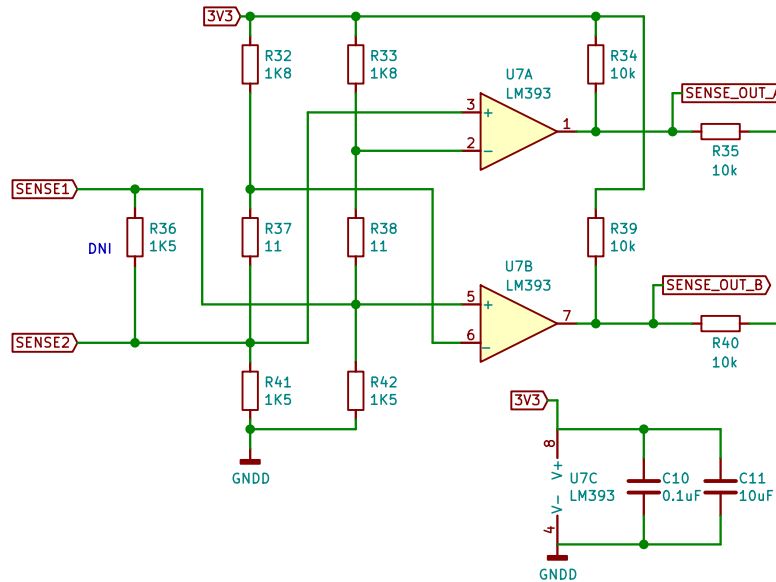 3V3
R32
1K8
R33
1K8
R34
10k
U7A
LM393
3
+
2
−
1
SENSE_OUT_A
R35
10k
SENSE1
R36
1K5
DNI
R37
11
R38
11
R39
10k
U7B
LM393
5
+
6
−
7
SENSE_OUT_B
R40
10k
SENSE2
R41
1K5
R42
1K5
GNDD
3V3
8
V+
U7C
LM393
V−
4
C10
0.1uF
C11
10uF
GNDD